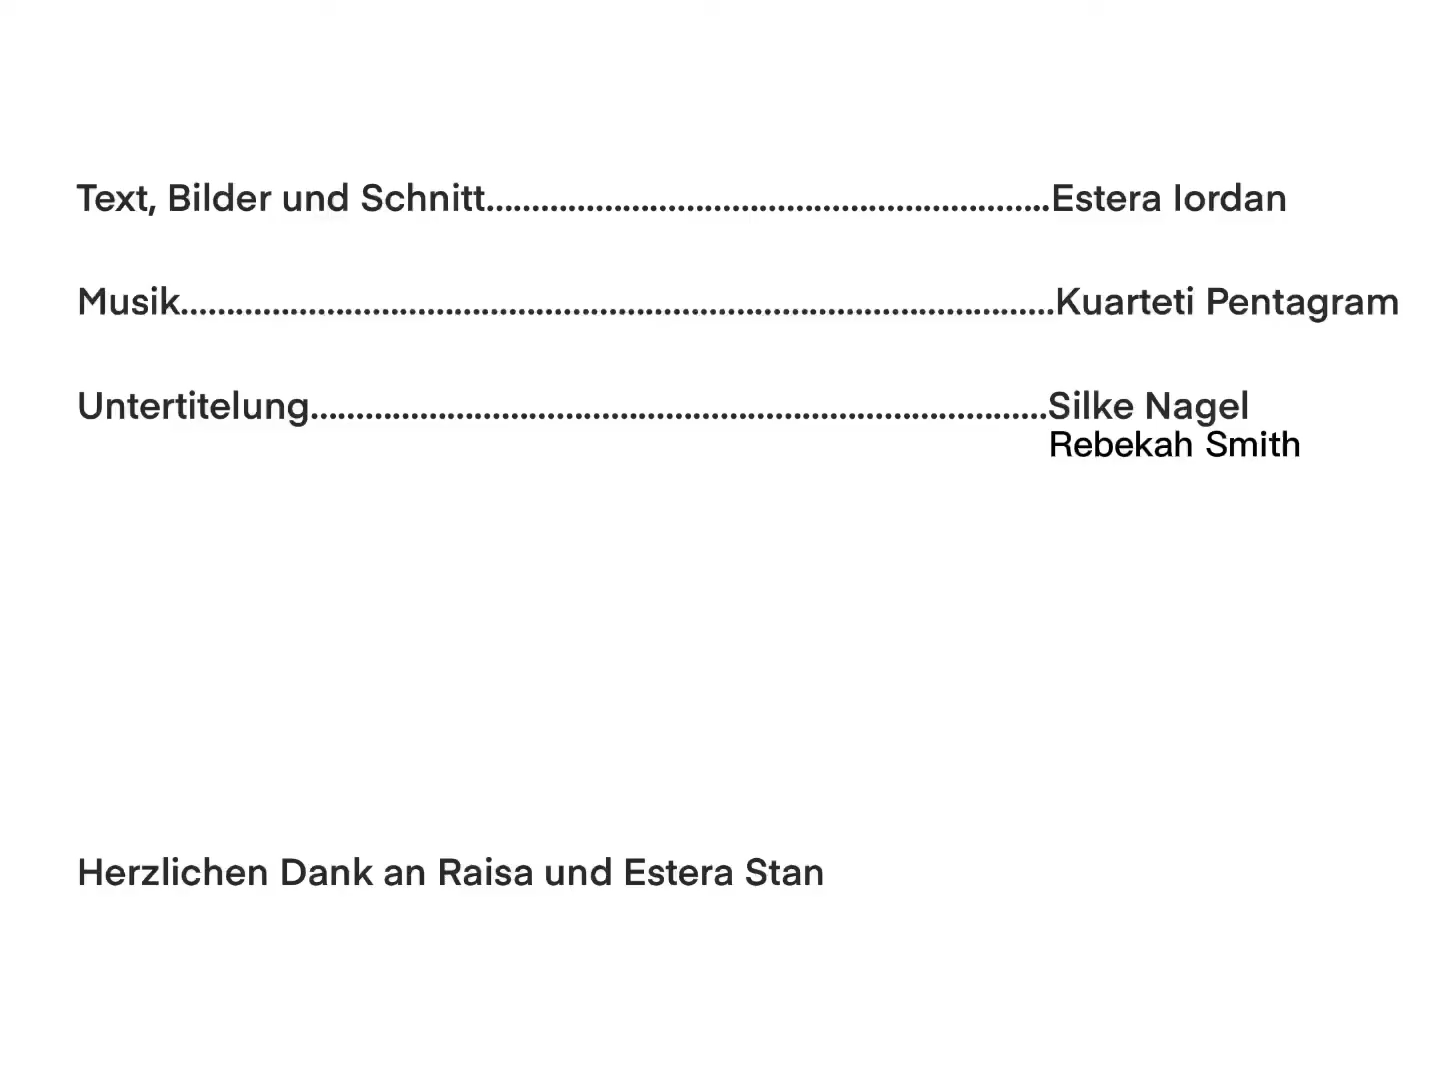 Text, Bilder und Schnitt..............................................................Estera Iordan
Musik................................................................................................Kuarteti Pentagram
Untertitelung.................................................................................Silke Nagel
Rebekah Smith
Herzlichen Dank an Raisa und Estera Stan